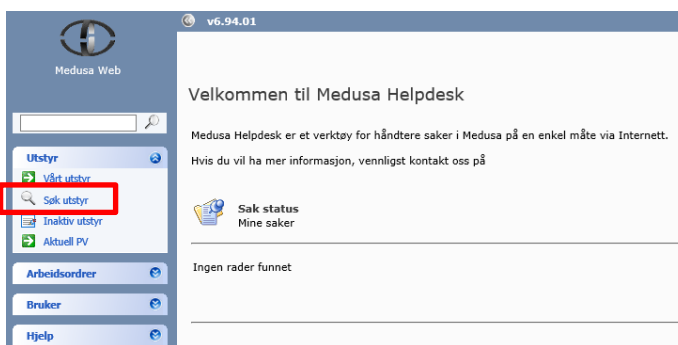 Medusa Web
Utstyr
Vårt utstyr
Søk utstyr
Inaktiv utstyr
Aktuell PV
Arbeidsordrer
Bruker
Hjelp
v6.94.01
Velkommen til Medusa Helpdesk
Medusa Helpdesk er et verktøy for håndtere saker i Medusa på en enkel måte via Internett.
Hvis du vil ha mer informasjon, vennligst kontakt oss på
Sak status
Mine saker
Ingen rader funnet